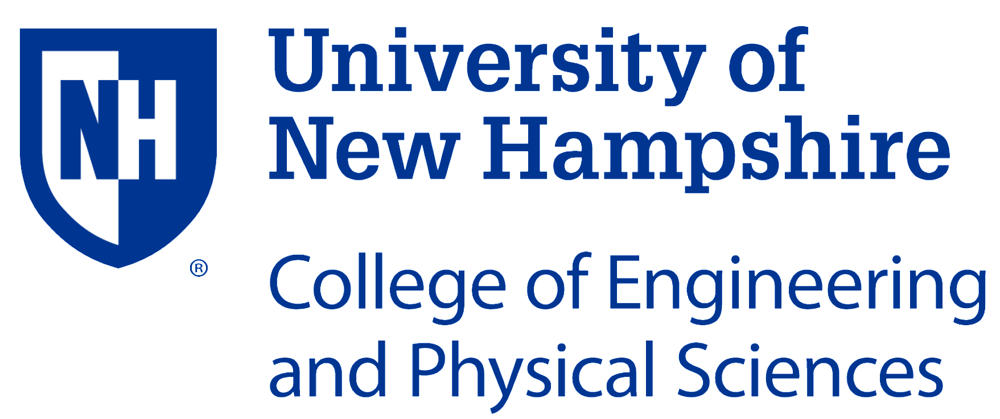 NH
®
University of
New Hampshire
College of Engineering
and Physical Sciences